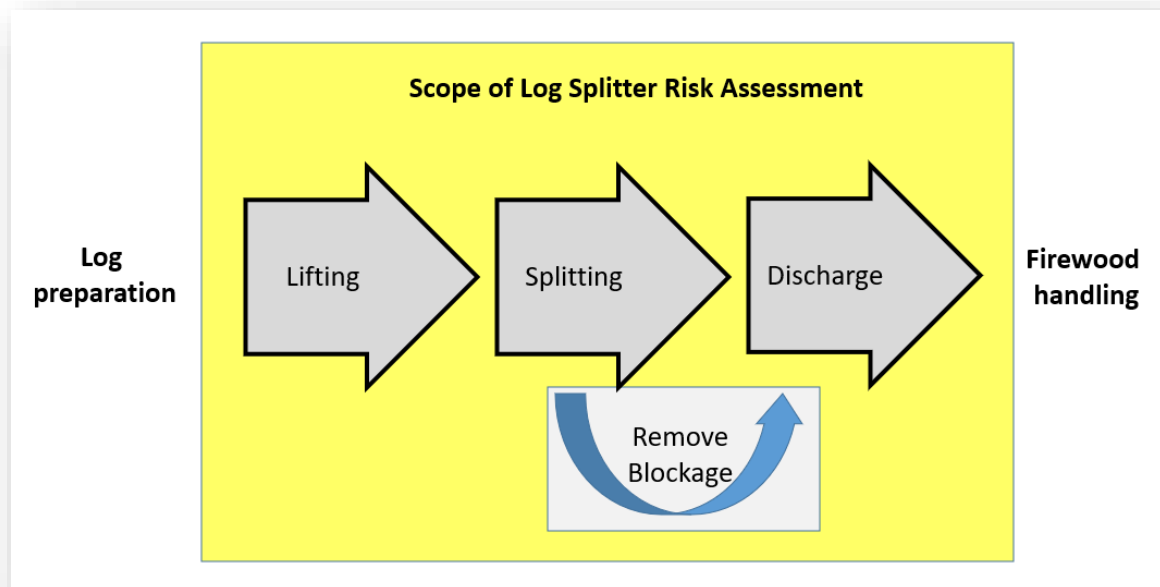 Scope of Log Splitter Risk Assessment
Log
preparation
Lifting
Splitting
Discharge
Firewood
handling
Remove
Blockage